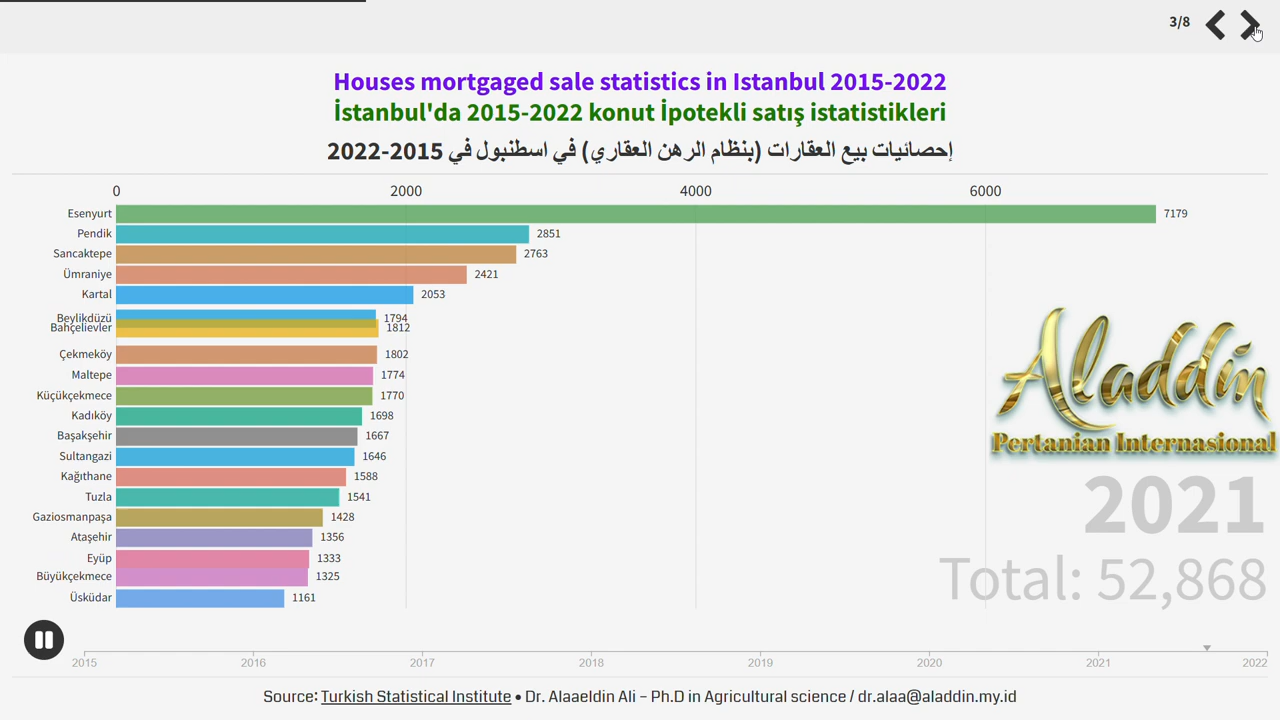 3/8
Houses mortgaged sale statistics in Istanbul 2015-2022
İstanbul'da 2015-2022 konut İpotekli satış istatistikleri
إحصائيات بيع العقارات (بنظام الرهن العقاري) في اسطنبول في 2015-2022
0 2000 4000 6000
Esenyurt 7179
Pendik 2851
Sancaktepe 2763
Ümraniye 2421
Kartal 2053
Beylikdüzü 1794
Bahçelievler 1812
Çekmeköy 1802
Maltepe 1774
Küçükçekmece 1770
Kadıköy 1698
Başakşehir 1667
Sultangazi 1646
Kağıthane 1588
Tuzla 1541
Gaziosmanpaşa 1428
Ataşehir 1356
Eyüp 1333
Büyükçekmece 1325
Üsküdar 1161
Aladdin
Pertanian Internasional
2021
Total: 52,868
2015 2016 2017 2018 2019 2020 2021 2022
Source: Turkish Statistical Institute • Dr. Alaaeldin Ali – Ph.D in Agricultural science / dr.alaa@aladdin.my.id